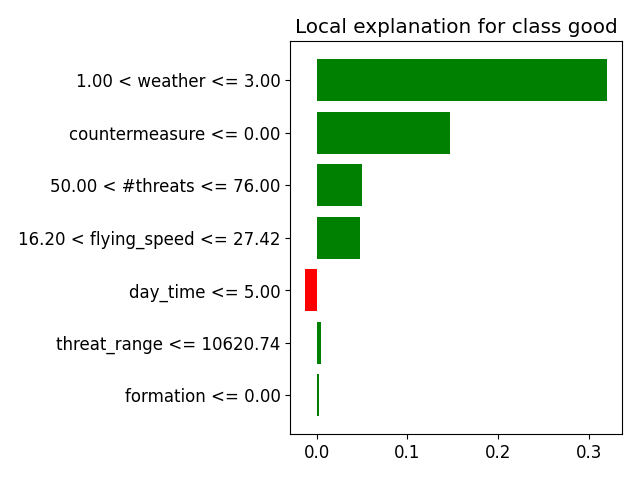 Local explanation for class good
1.00 < weather <= 3.00
countermeasure <= 0.00
50.00 < #threats <= 76.00
16.20 < flying_speed <= 27.42
day_time <= 5.00
threat_range <= 10620.74
formation <= 0.00
0.0 0.1 0.2 0.3